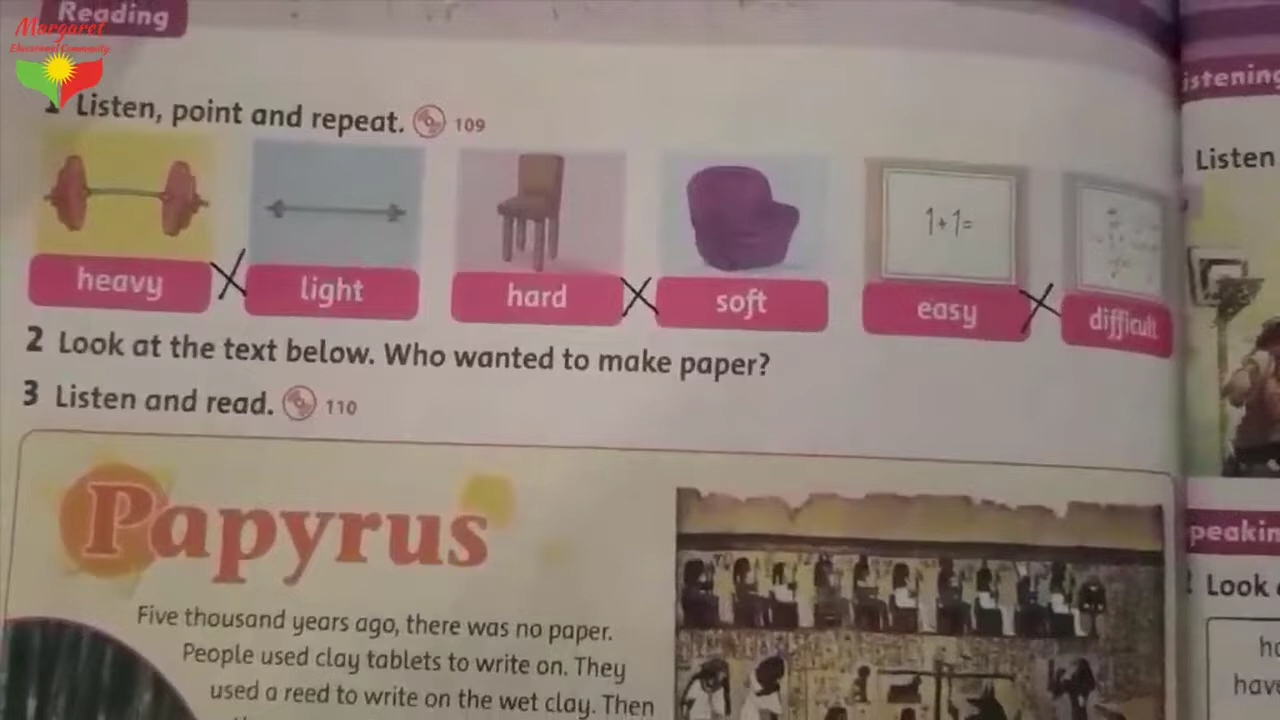 Reading
Margaret
Educational Community
1 Listen, point and repeat. 109
1+1=
heavy
light
hard
soft
easy
difficult
2 Look at the text below. Who wanted to make paper?
3 Listen and read. 110
Papyrus
Five thousand years ago, there was no paper.
People used clay tablets to write on. They
used a reed to write on the wet clay. Then
istening
Listen
peakin
Look
have